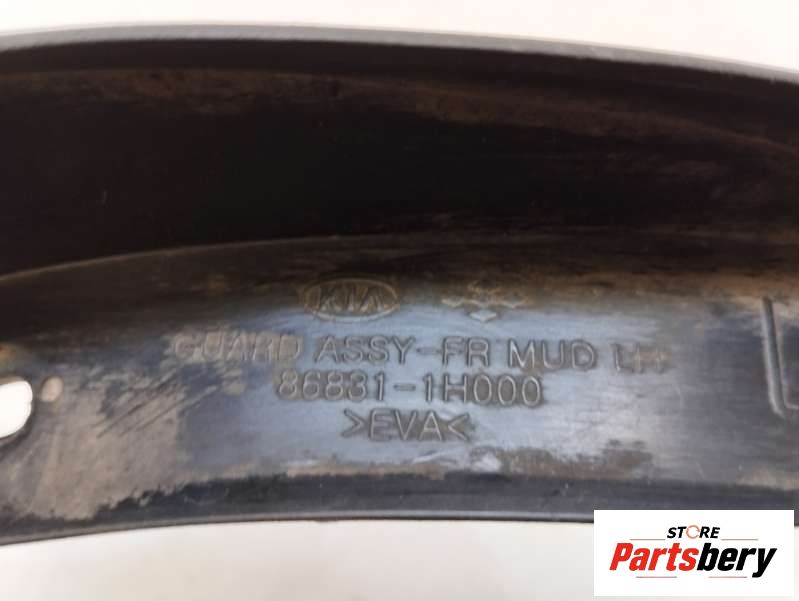 KIA
GUARD ASSY-FR MUD LH
86831-1H000
>EVA<
STORE
Partsbery